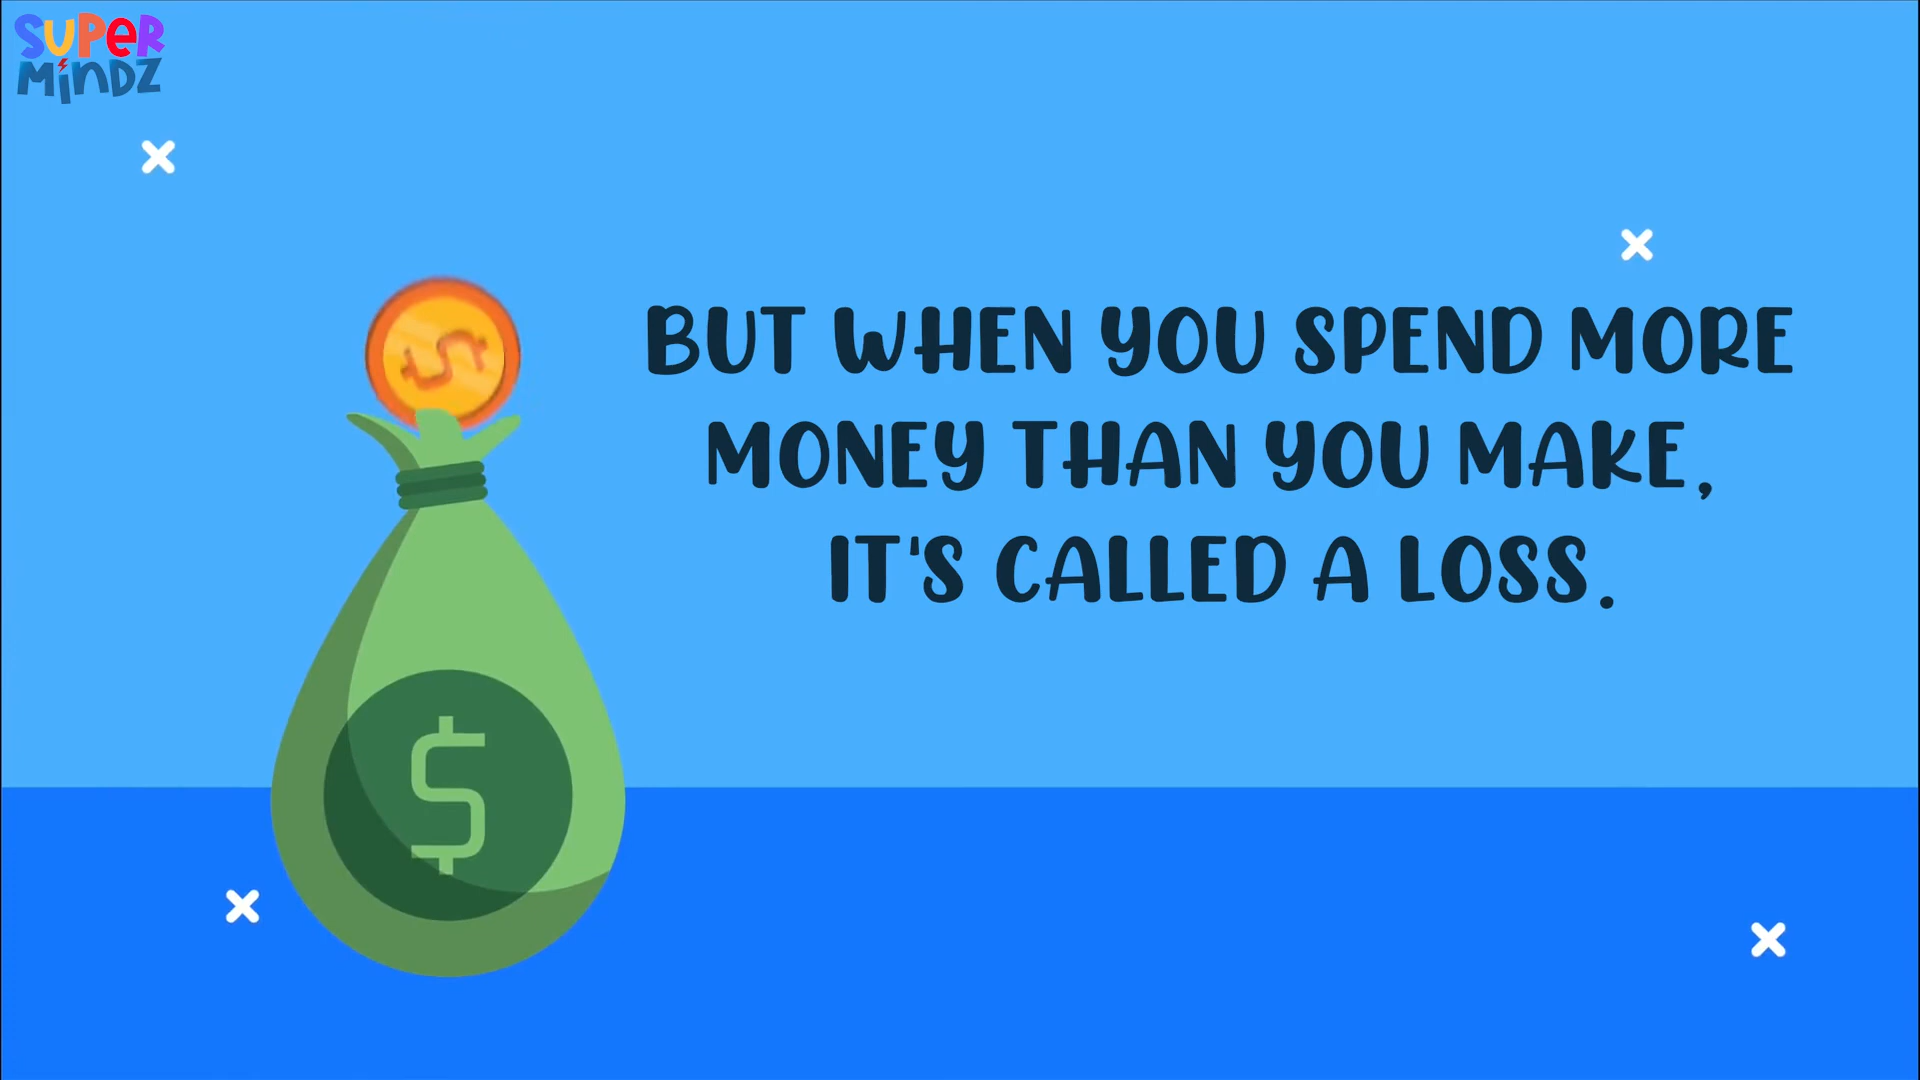 SUPER
MINDZ
BUT WHEN YOU SPEND MORE
MONEY THAN YOU MAKE,
IT'S CALLED A LOSS.
$
$